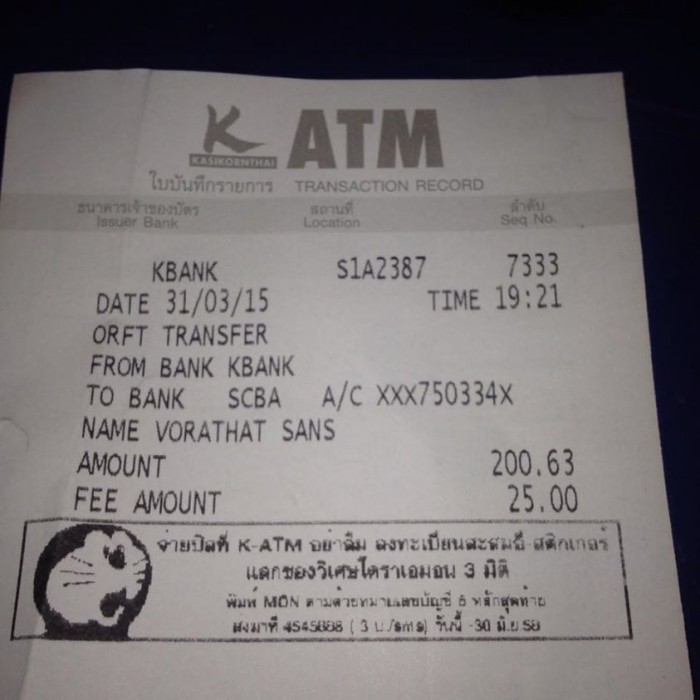 K ATM
KASIKORNTHAI
ใบบันทึกรายการ TRANSACTION RECORD
ธนาคารเจ้าของบัตร สถานที่ ลำดับ
Issuer Bank Location Seq No.
KBANK S1A2387 7333
DATE 31/03/15 TIME 19:21
ORFT TRANSFER
FROM BANK KBANK
TO BANK SCBA A/C XXX750334X
NAME VORATHAT SANS
AMOUNT 200.63
FEE AMOUNT 25.00
จ่ายบิลที่ K-ATM อย่าลืม ลงทะเบียนสะสมอี-สติกเกอร์
แลกของวิเศษโดราเอมอน 3 มิติ
พิมพ์ MON ตามด้วยหมายเลขบัญชี 6 หลักสุดท้าย
ส่งมาที่ 4545888 ( 3 บ./sms) วันนี้ -30 มิ.ย 58